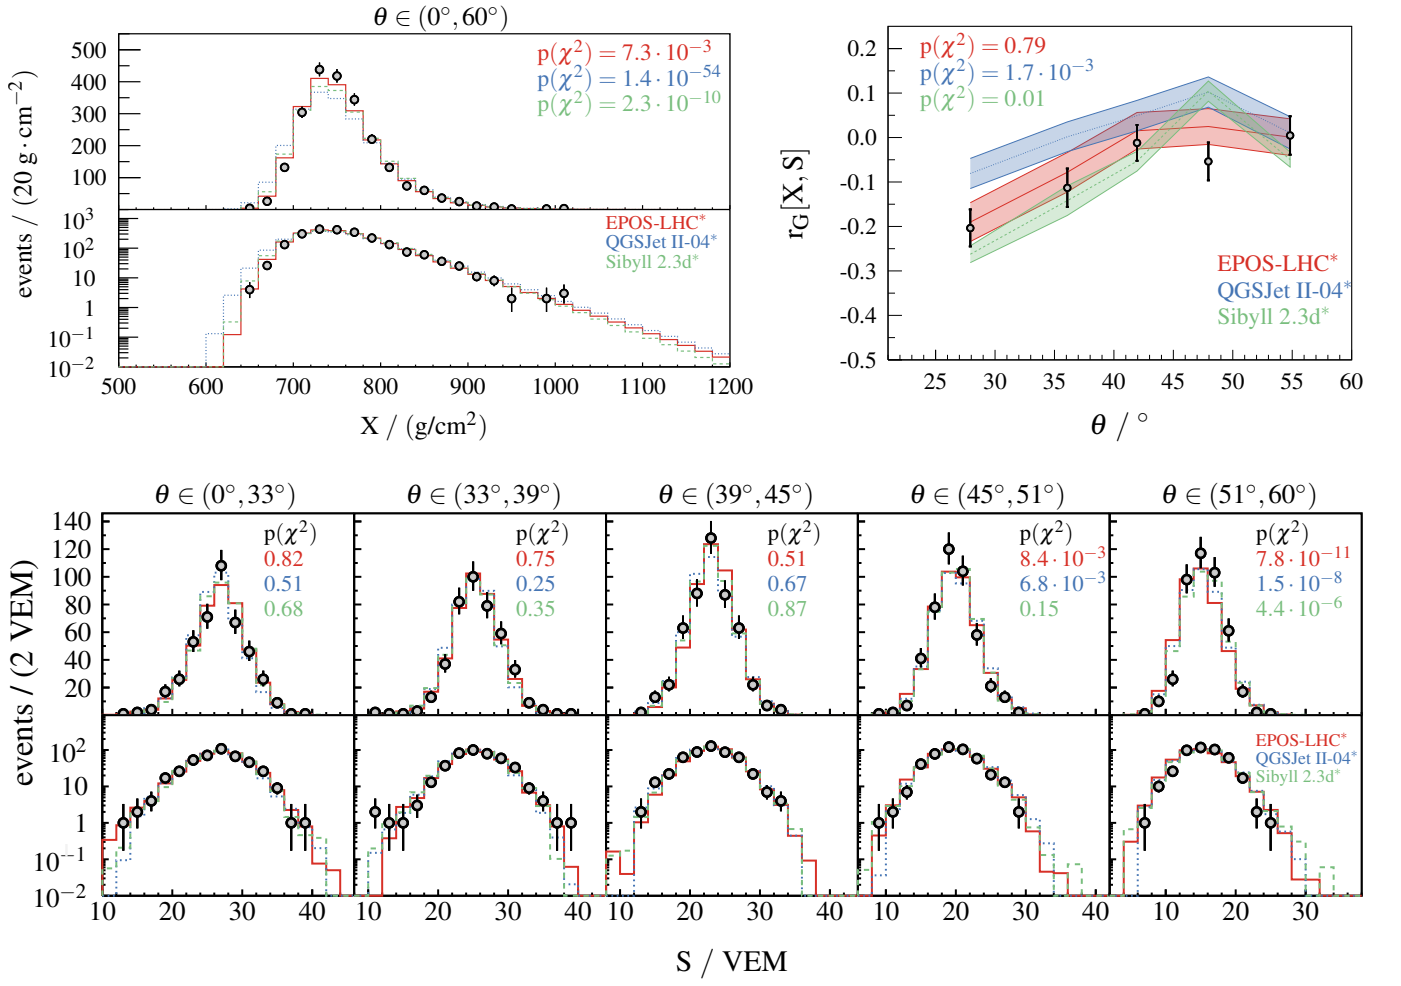 θ ∈ (0°, 60°)
events / (20 g · cm⁻²)
500
400
300
200
100
p(χ²) = 7.3 · 10⁻³
p(χ²) = 1.4 · 10⁻⁵⁴
p(χ²) = 2.3 · 10⁻¹⁰
10³
10²
10
1
10⁻¹
10⁻²
EPOS-LHC*
QGSJet II-04*
Sibyll 2.3d*
500 600 700 800 900 1000 1100 1200
X / (g/cm²)
r_G[X, S]
0.2
0.1
0.0
-0.1
-0.2
-0.3
-0.4
-0.5
p(χ²) = 0.79
p(χ²) = 1.7 · 10⁻³
p(χ²) = 0.01
EPOS-LHC*
QGSJet II-04*
Sibyll 2.3d*
25 30 35 40 45 50 55 60
θ / °
θ ∈ (0°, 33°) θ ∈ (33°, 39°) θ ∈ (39°, 45°) θ ∈ (45°, 51°) θ ∈ (51°, 60°)
events / (2 VEM)
140
120
100
80
60
40
20
p(χ²) p(χ²) p(χ²) p(χ²) p(χ²)
0.82 0.75 0.51 8.4 · 10⁻³ 7.8 · 10⁻¹¹
0.51 0.25 0.67 6.8 · 10⁻³ 1.5 · 10⁻⁸
0.68 0.35 0.87 0.15 4.4 · 10⁻⁶
10²
10
1
10⁻¹
10⁻²
EPOS-LHC*
QGSJet II-04*
Sibyll 2.3d*
10 20 30 40 10 20 30 40 10 20 30 40 10 20 30 40 10 20 30
S / VEM